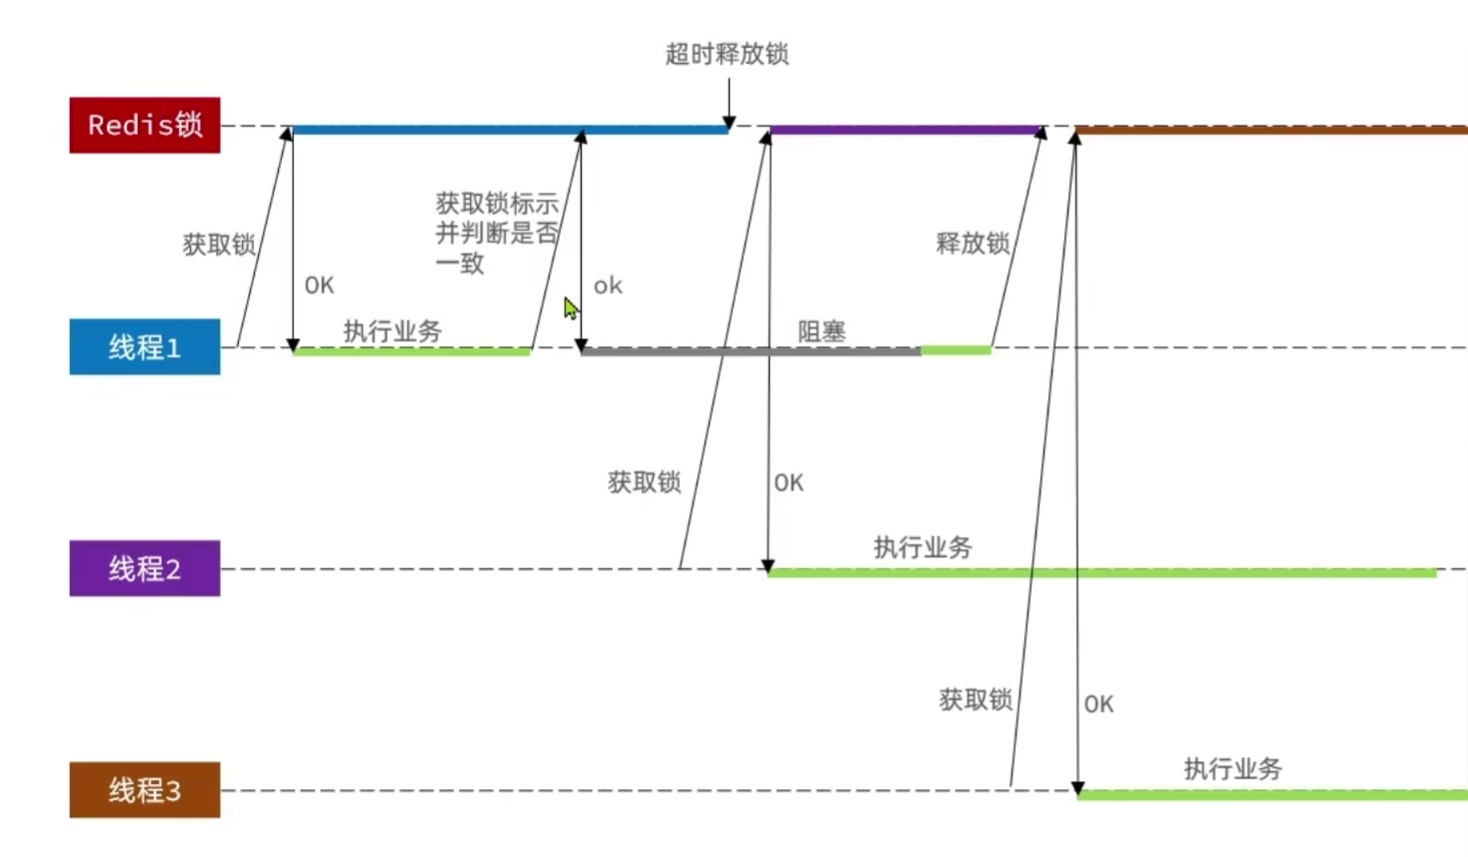 超时释放锁
Redis锁
获取锁标示
并判断是否
一致
获取锁
释放锁
OK
ok
执行业务
阻塞
线程1
获取锁
OK
执行业务
线程2
获取锁
OK
执行业务
线程3